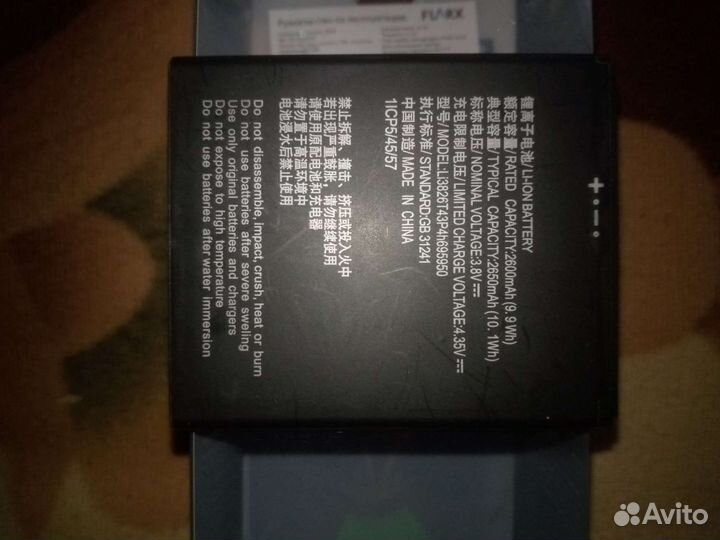 FLARX
锂离子电池/LI-ION BATTERY
额定容量/RATED CAPACITY:2600mAh (9.9Wh)
典型容量/TYPICAL CAPACITY:2650mAh (10.1Wh)
标称电压/NOMINAL VOLTAGE:3.8V
充电限制电压/LIMITED CHARGE VOLTAGE:4.35V
型号/MODEL:Li3826T43P4h695950
执行标准/STANDARD:GB 31241
中国制造/MADE IN CHINA
1ICP5/45/57
禁止拆解、撞击、挤压或投入火中
若出现严重鼓胀，请勿继续使用
请使用原配电池和充电器
请勿置于高温环境中
电池浸水后禁止使用
Do not disassemble, impact, crush, heat or burn
Do not use batteries after severe sweling
Use only original batteries and chargers
Do not expose to high temperature
Do not use batteries after water immersion
Avito